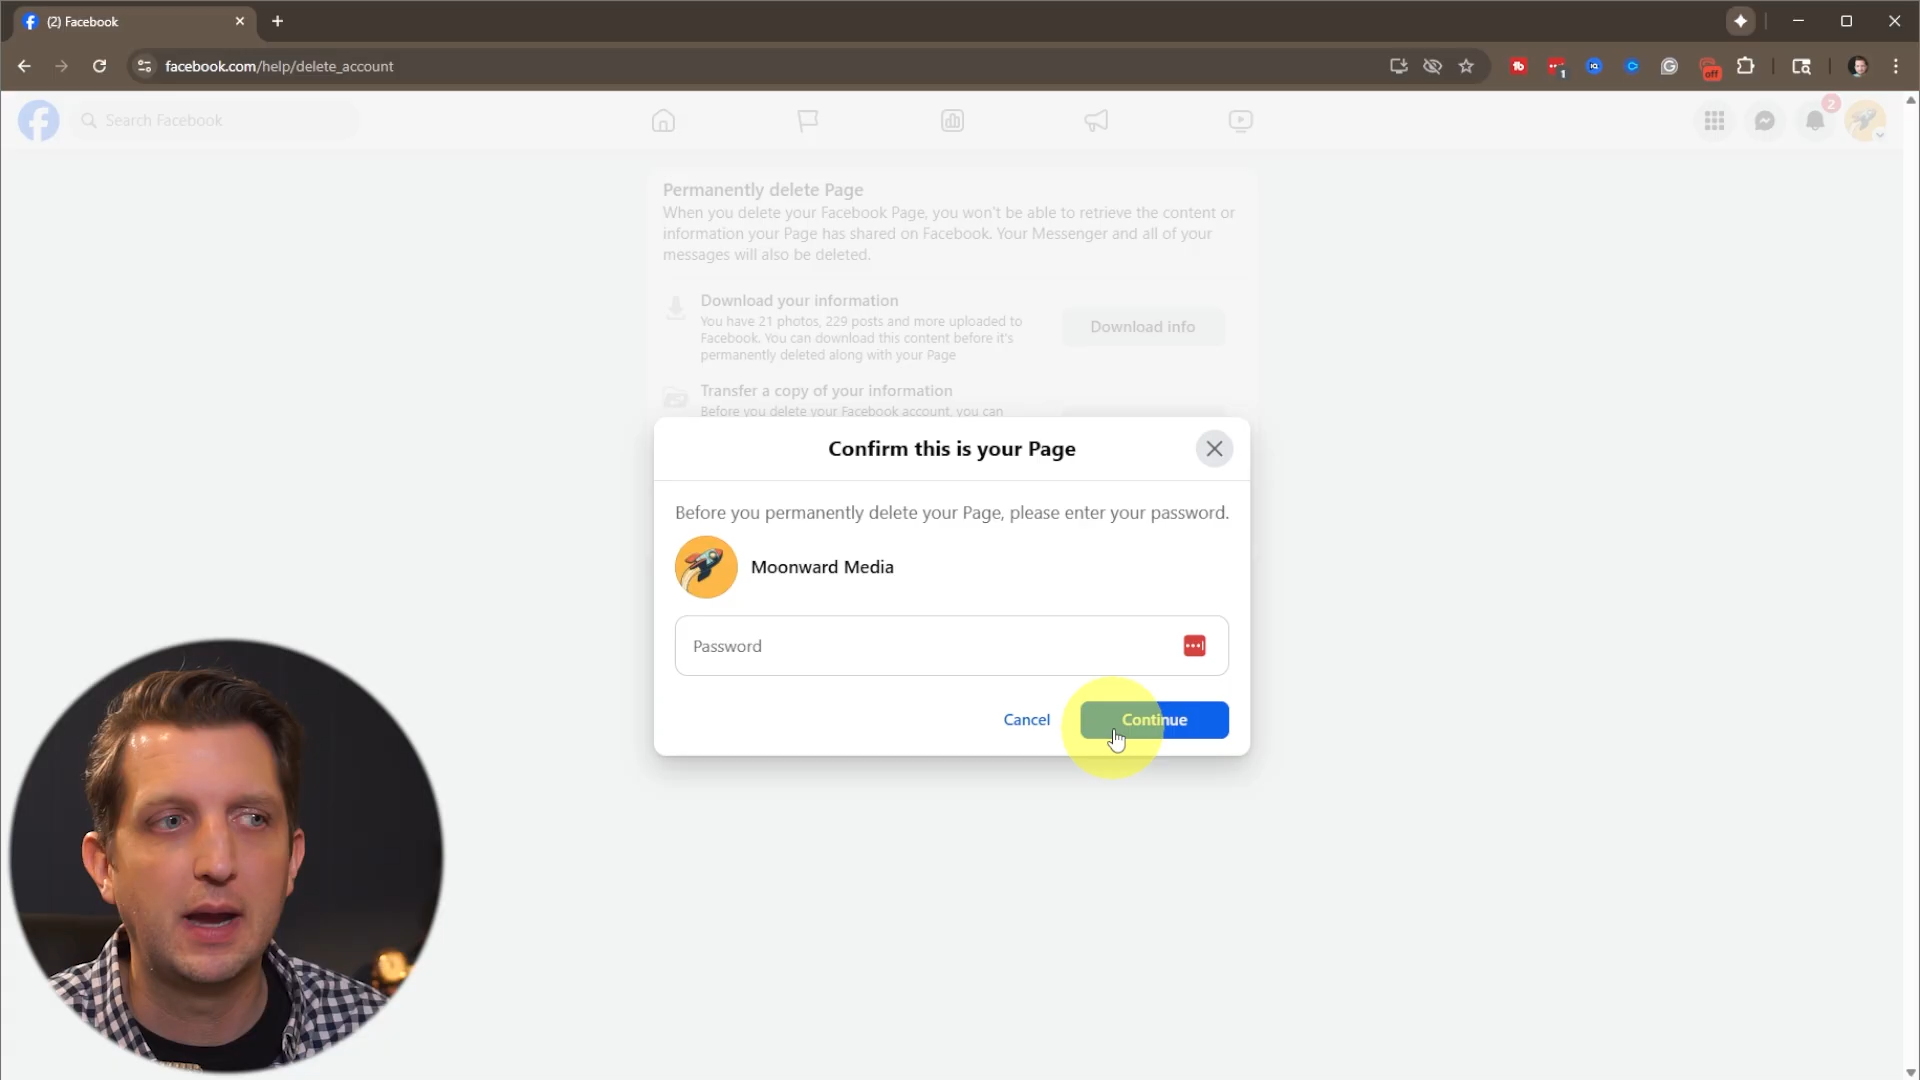 (2) Facebook
facebook.com/help/delete_account
1
off
Search Facebook
2
Permanently delete Page
When you delete your Facebook Page, you won't be able to retrieve the content or
information your Page has shared on Facebook. Your Messenger and all of your
messages will also be deleted.
Download your information
You have 21 photos, 229 posts and more uploaded to
Facebook. You can download this content before it's
permanently deleted along with your Page
Download info
Transfer a copy of your information
Before you delete your Facebook account, you can
Confirm this is your Page
Before you permanently delete your Page, please enter your password.
Moonward Media
Password
Cancel
Continue